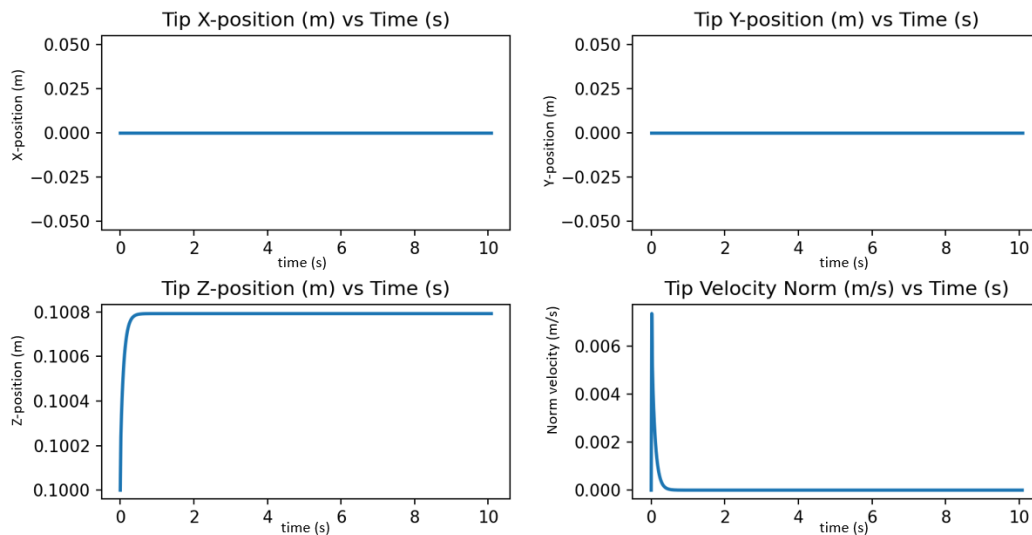 Tip X-position (m) vs Time (s)
X-position (m)
0.050
0.025
0.000
−0.025
−0.050
0 2 4 6 8 10
time (s)
Tip Y-position (m) vs Time (s)
Y-position (m)
0.050
0.025
0.000
−0.025
−0.050
0 2 4 6 8 10
time (s)
Tip Z-position (m) vs Time (s)
Z-position (m)
0.1008
0.1006
0.1004
0.1002
0.1000
0 2 4 6 8 10
time (s)
Tip Velocity Norm (m/s) vs Time (s)
Norm velocity (m/s)
0.006
0.004
0.002
0.000
0 2 4 6 8 10
time (s)